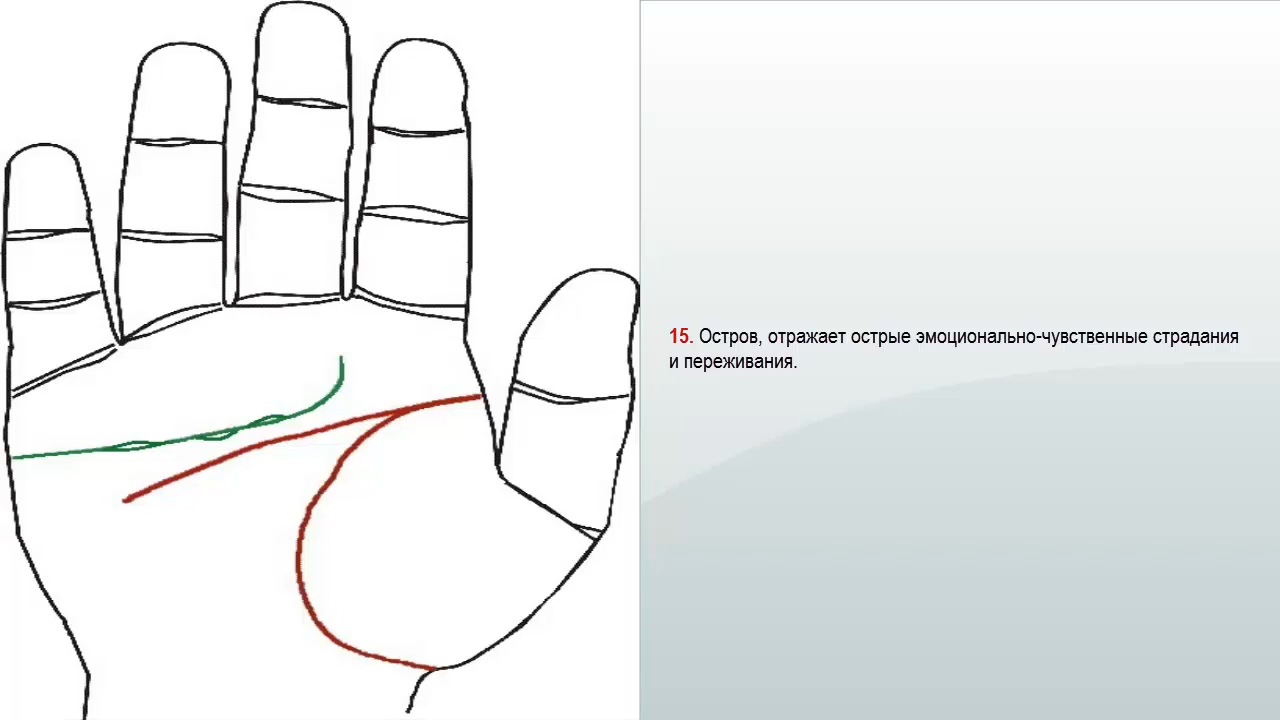 15. Остров, отражает острые эмоционально-чувственные страдания
и переживания.